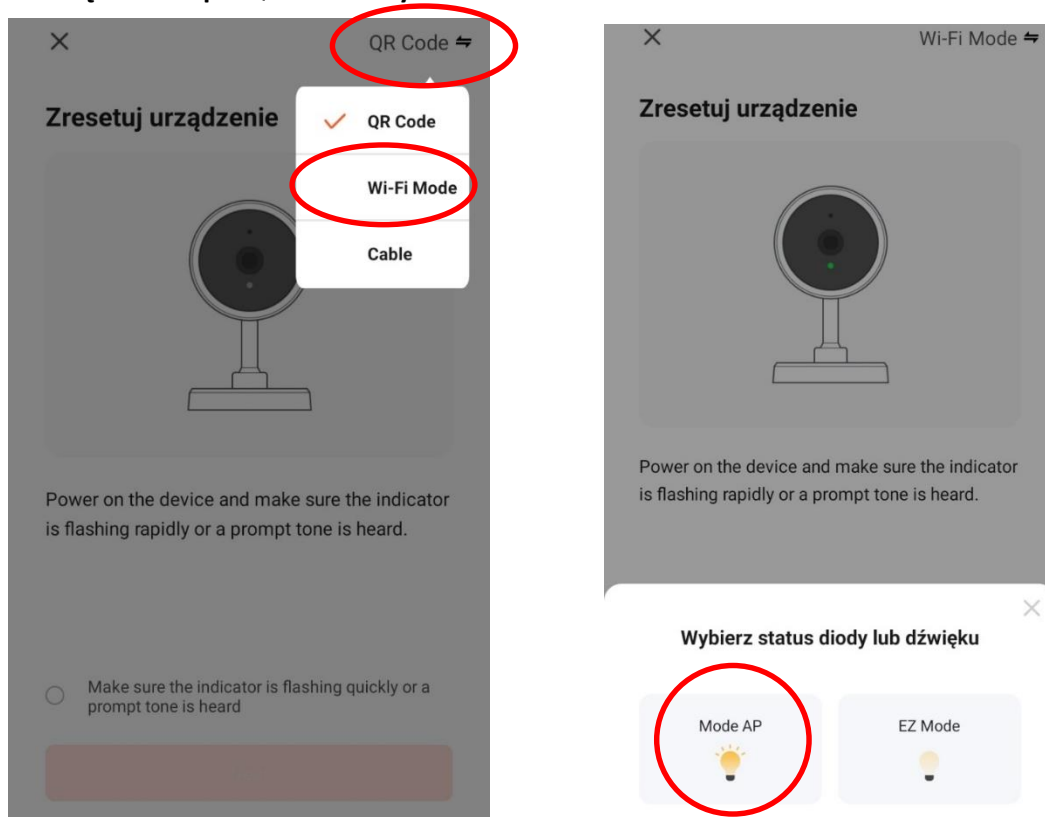 QR Code
Zresetuj urządzenie
QR Code
Wi-Fi Mode
Cable
Power on the device and make sure the indicator
is flashing rapidly or a prompt tone is heard.
Make sure the indicator is flashing quickly or a
prompt tone is heard
Wi-Fi Mode
Zresetuj urządzenie
Power on the device and make sure the indicator
is flashing rapidly or a prompt tone is heard.
Wybierz status diody lub dźwięku
Mode AP
EZ Mode